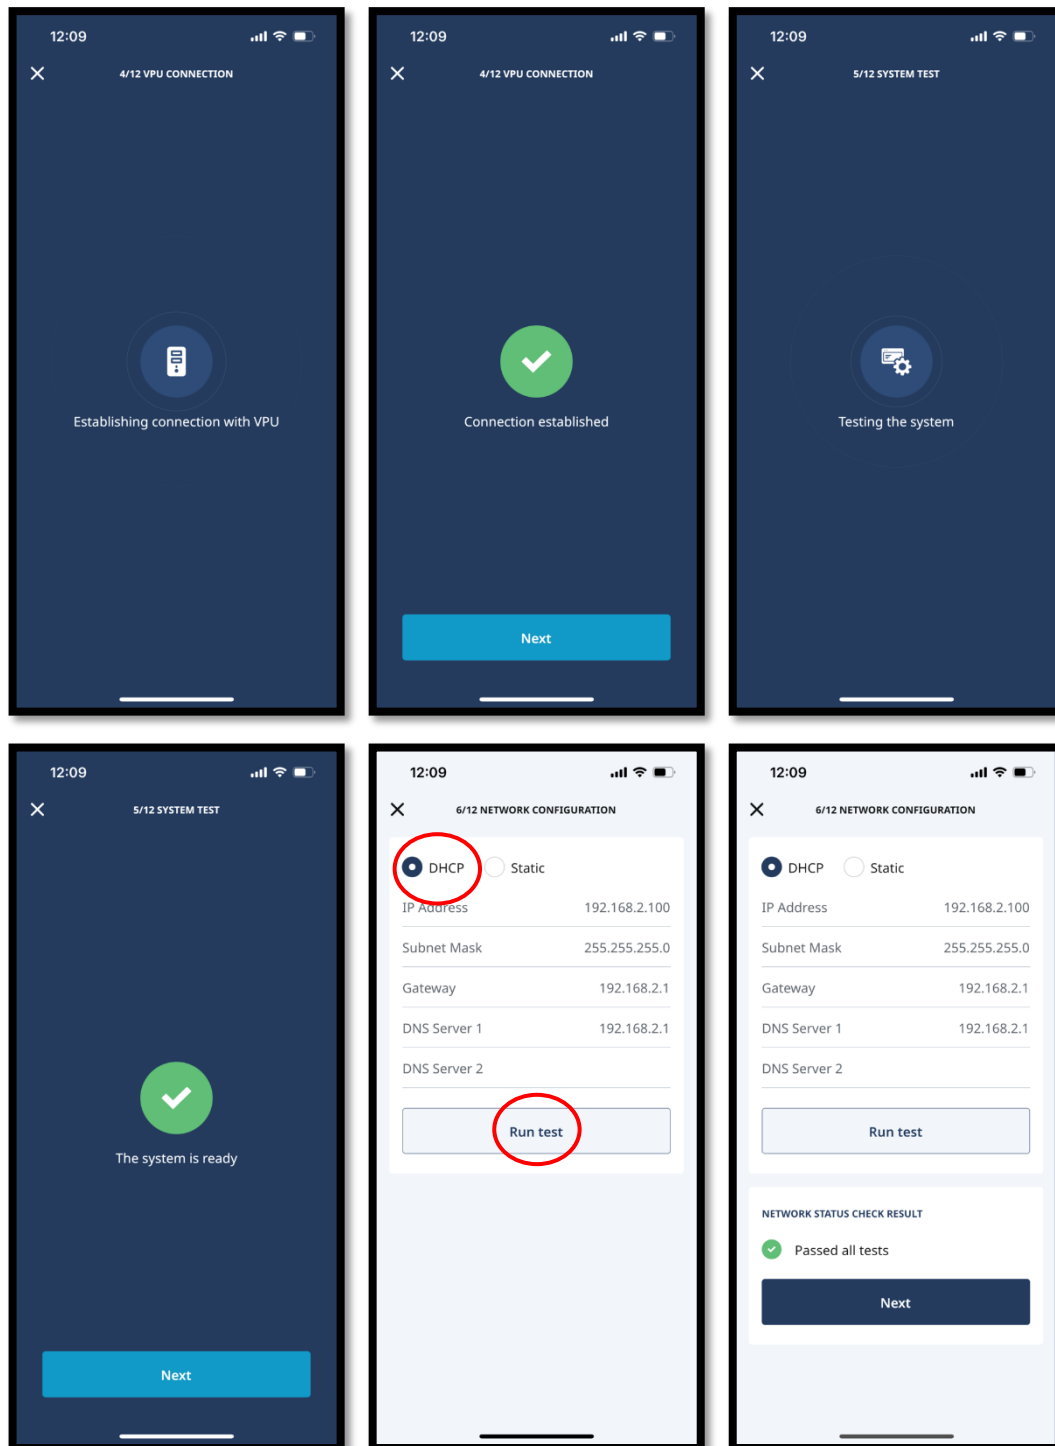 12:09
4/12 VPU CONNECTION
Establishing connection with VPU
12:09
4/12 VPU CONNECTION
Connection established
Next
12:09
5/12 SYSTEM TEST
Testing the system
12:09
5/12 SYSTEM TEST
The system is ready
Next
12:09
6/12 NETWORK CONFIGURATION
DHCP Static
IP Address 192.168.2.100
Subnet Mask 255.255.255.0
Gateway 192.168.2.1
DNS Server 1 192.168.2.1
DNS Server 2
Run test
12:09
6/12 NETWORK CONFIGURATION
DHCP Static
IP Address 192.168.2.100
Subnet Mask 255.255.255.0
Gateway 192.168.2.1
DNS Server 1 192.168.2.1
DNS Server 2
Run test
NETWORK STATUS CHECK RESULT
Passed all tests
Next